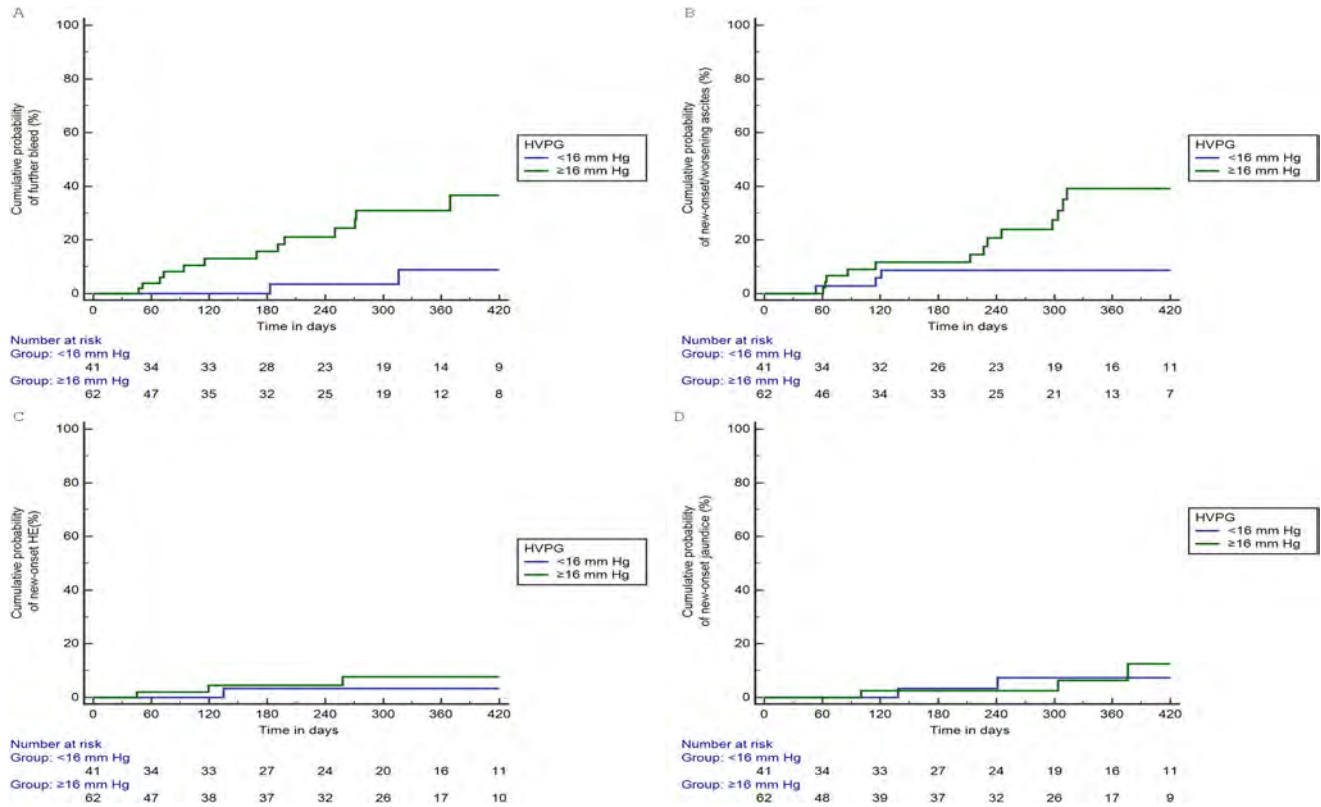 A
Cumulative probability
of further bleed (%)
100
80
60
40
20
0
0 60 120 180 240 300 360 420
Time in days
HVPG
<16 mm Hg
≥16 mm Hg
Number at risk
Group: <16 mm Hg
41 34 33 28 23 19 14 9
Group: ≥16 mm Hg
62 47 35 32 25 19 12 8
B
Cumulative probability
of new-onset/worsening ascites (%)
100
80
60
40
20
0
0 60 120 180 240 300 360 420
Time in days
HVPG
<16 mm Hg
≥16 mm Hg
Number at risk
Group: <16 mm Hg
41 34 32 26 23 19 16 11
Group: ≥16 mm Hg
62 46 34 33 25 21 13 7
C
Cumulative probability
of new-onset HE(%)
100
80
60
40
20
0
0 60 120 180 240 300 360 420
Time in days
HVPG
<16 mm Hg
≥16 mm Hg
Number at risk
Group: <16 mm Hg
41 34 33 27 24 20 16 11
Group: ≥16 mm Hg
62 47 38 37 32 26 17 10
D
Cumulative probability
of new-onset jaundice (%)
100
80
60
40
20
0
0 60 120 180 240 300 360 420
Time in days
HVPG
<16 mm Hg
≥16 mm Hg
Number at risk
Group: <16 mm Hg
41 34 33 27 24 19 16 11
Group: ≥16 mm Hg
62 48 39 37 32 26 17 9